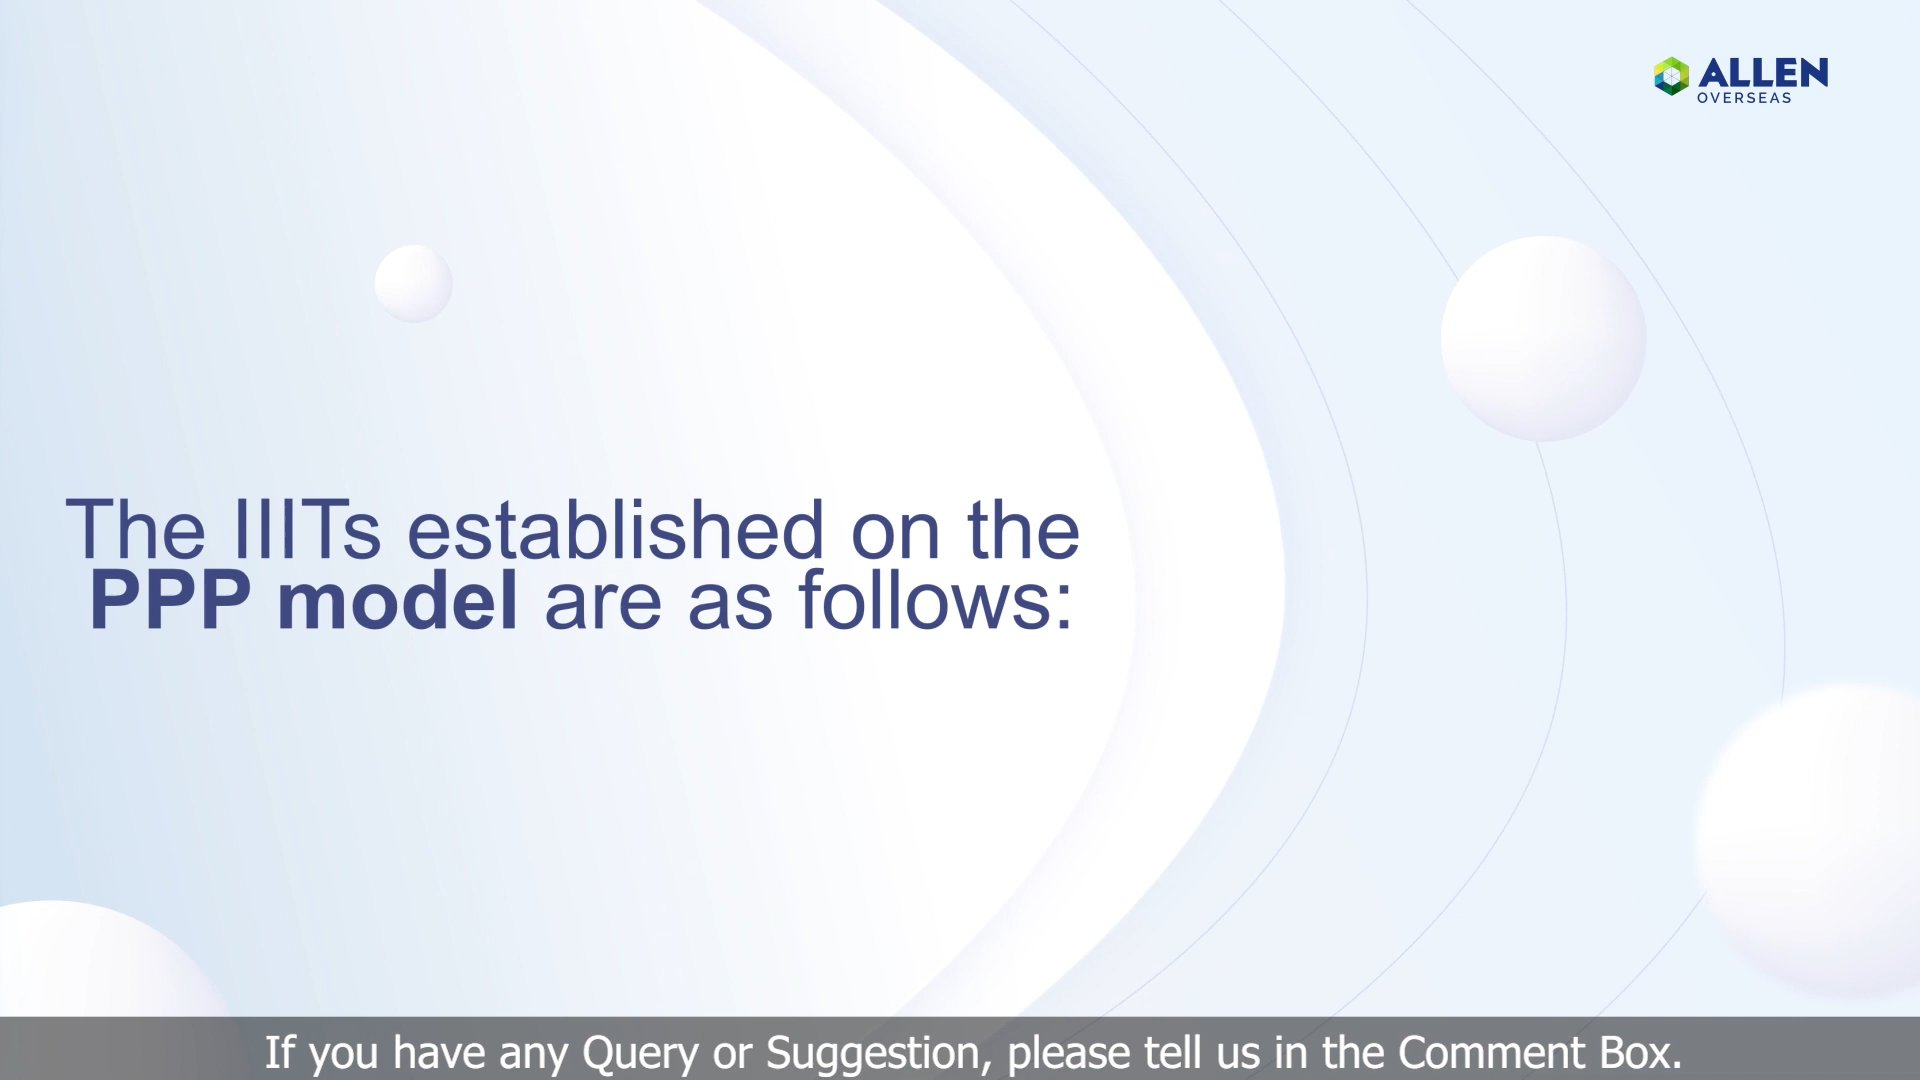 ALLEN
OVERSEAS
The IIITs established on the
PPP model are as follows:
If you have any Query or Suggestion, please tell us in the Comment Box.